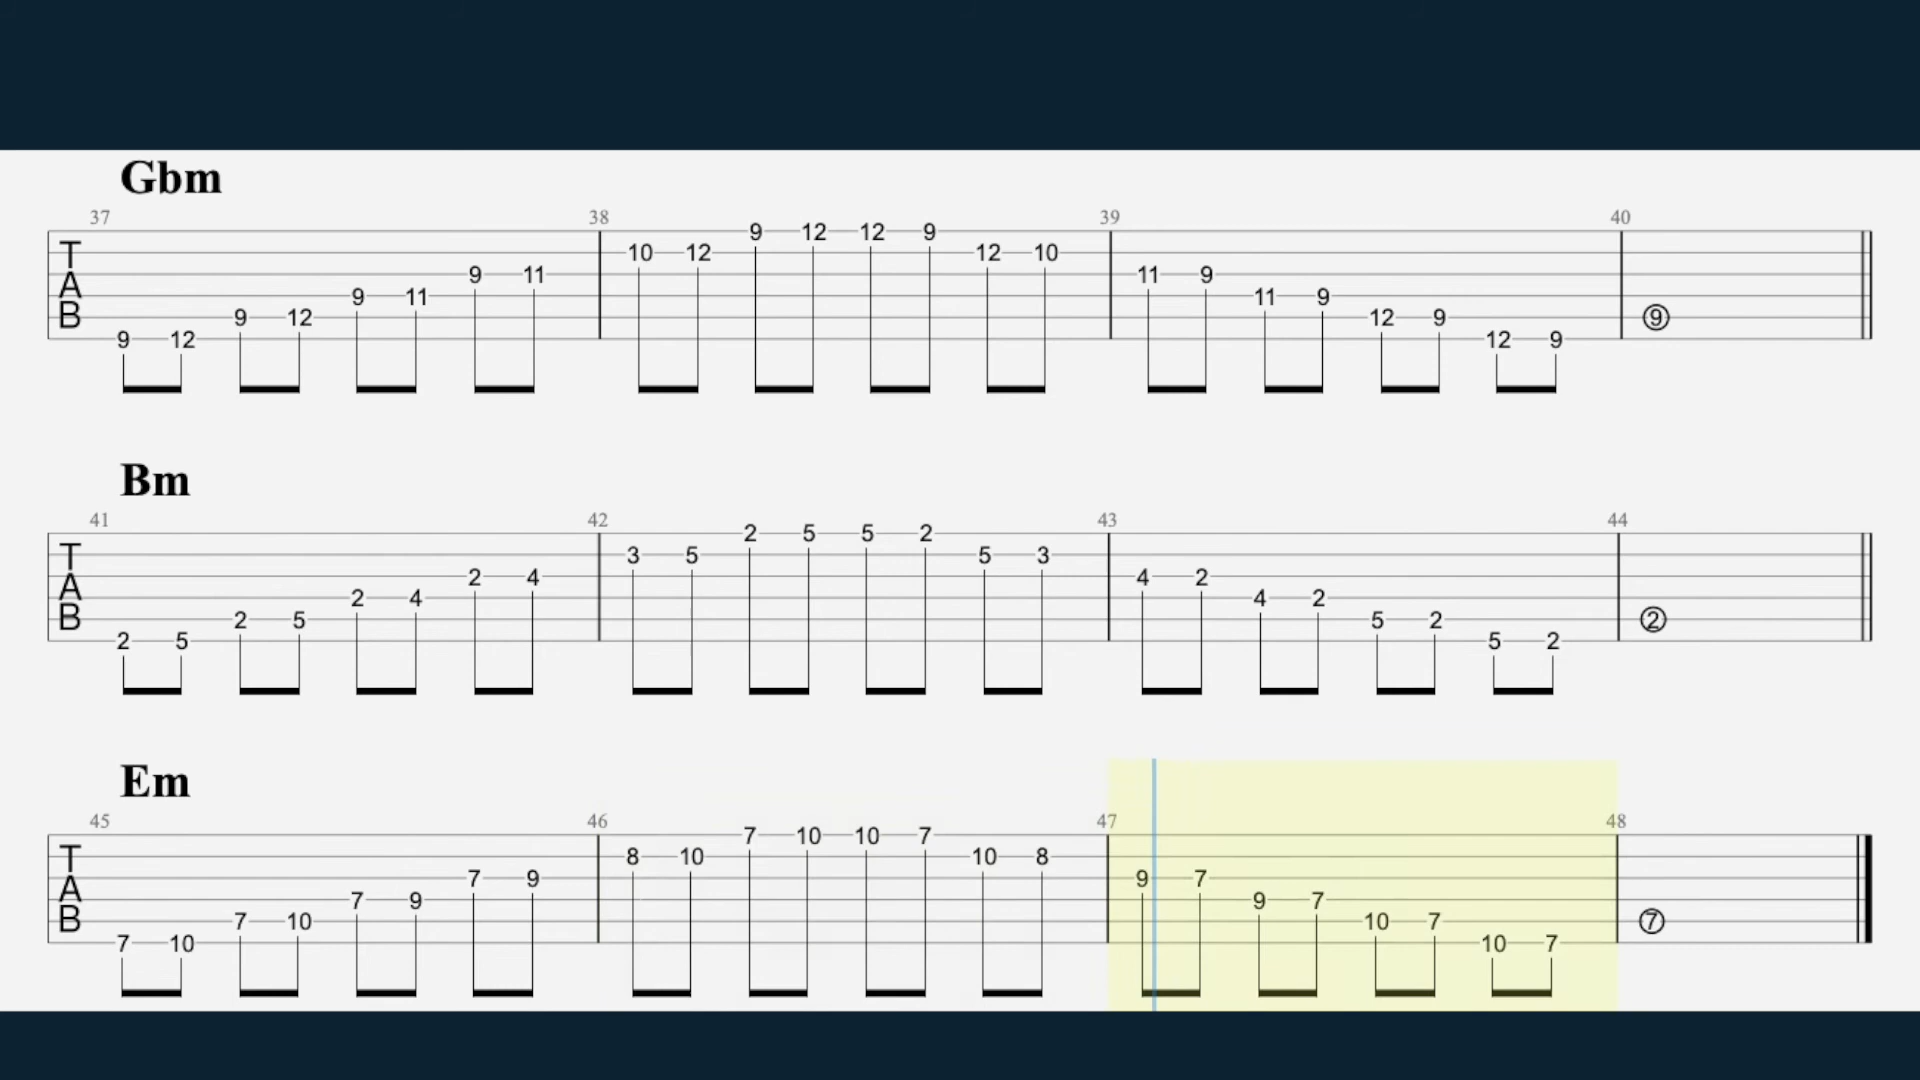 Gbm
37 38 39 40
9 12 12 9
10 12 12 10
T 9 11 11 9
A 9 11 11 9
B 9 12 12 9 9
9 12 12 9
Bm
41 42 43 44
2 5 5 2
T 3 5 5 3
A 2 4 4 2
2 4 4 2
B 2 5 5 2 2
2 5 5 2
Em
45 46 47 48
7 10 10 7
T 8 10 10 8
A 7 9 9 7
7 9 9 7
B 7 10 10 7 7
7 10 10 7